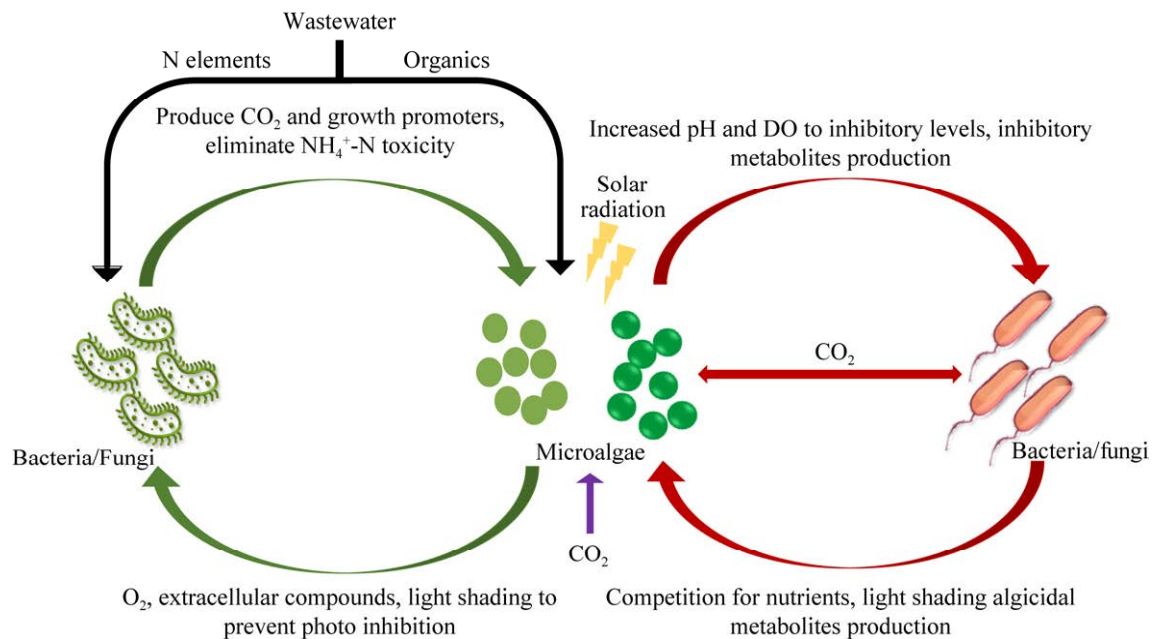 Wastewater
N elements
Organics
Produce CO₂ and growth promoters,
eliminate NH₄⁺-N toxicity
Increased pH and DO to inhibitory levels, inhibitory
metabolites production
Solar
radiation
CO₂
Bacteria/Fungi
Microalgae
Bacteria/fungi
CO₂
O₂, extracellular compounds, light shading to
prevent photo inhibition
Competition for nutrients, light shading algicidal
metabolites production